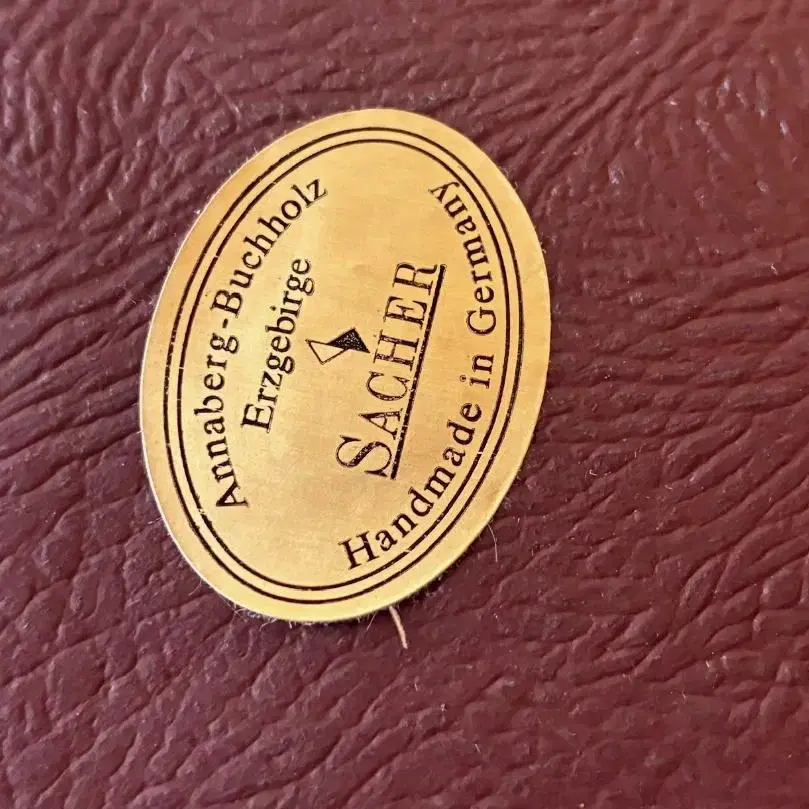 Annaberg-Buchholz
Erzgebirge
SACHER
Handmade in Germany